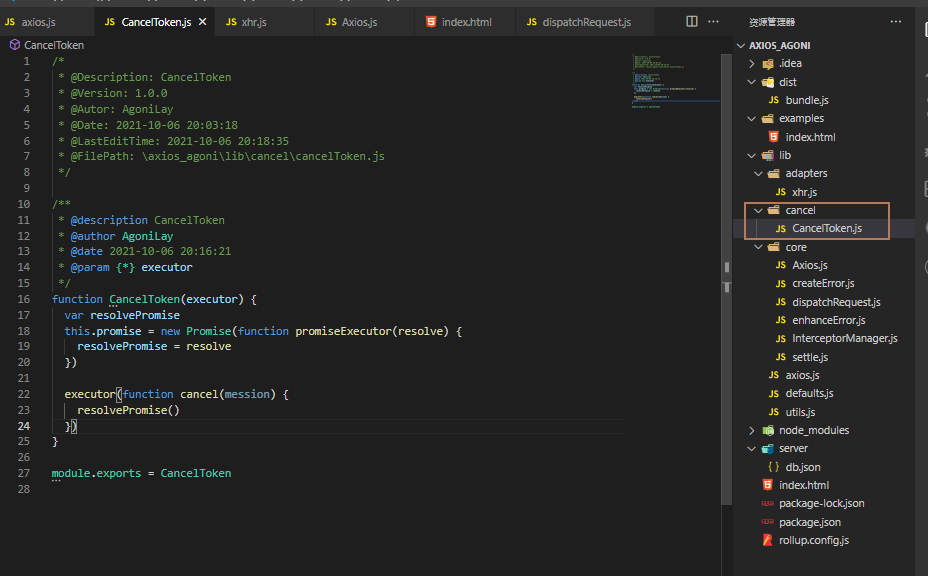 JS axios.js
JS CancelToken.js
JS xhr.js
JS Axios.js
index.html
JS dispatchRequest.js
资源管理器
CancelToken
1 /*
2 * @Description: CancelToken
3 * @Version: 1.0.0
4 * @Autor: AgoniLay
5 * @Date: 2021-10-06 20:03:18
6 * @LastEditTime: 2021-10-06 20:18:35
7 * @FilePath: \axios_agoni\lib\cancel\cancelToken.js
8 */
9
10 /**
11 * @description CancelToken
12 * @author AgoniLay
13 * @date 2021-10-06 20:16:21
14 * @param {*} executor
15 */
16 function CancelToken(executor) {
17 var resolvePromise
18 this.promise = new Promise(function promiseExecutor(resolve) {
19 resolvePromise = resolve
20 })
21
22 executor(function cancel(mession) {
23 resolvePromise()
24 })
25 }
26
27 module.exports = CancelToken
28
AXIOS_AGONI
.idea
dist
JS bundle.js
examples
index.html
lib
adapters
JS xhr.js
cancel
JS CancelToken.js
core
JS Axios.js
JS createError.js
JS dispatchRequest.js
JS enhanceError.js
JS InterceptorManager.js
JS settle.js
JS axios.js
JS defaults.js
JS utils.js
node_modules
server
{} db.json
index.html
package-lock.json
package.json
rollup.config.js